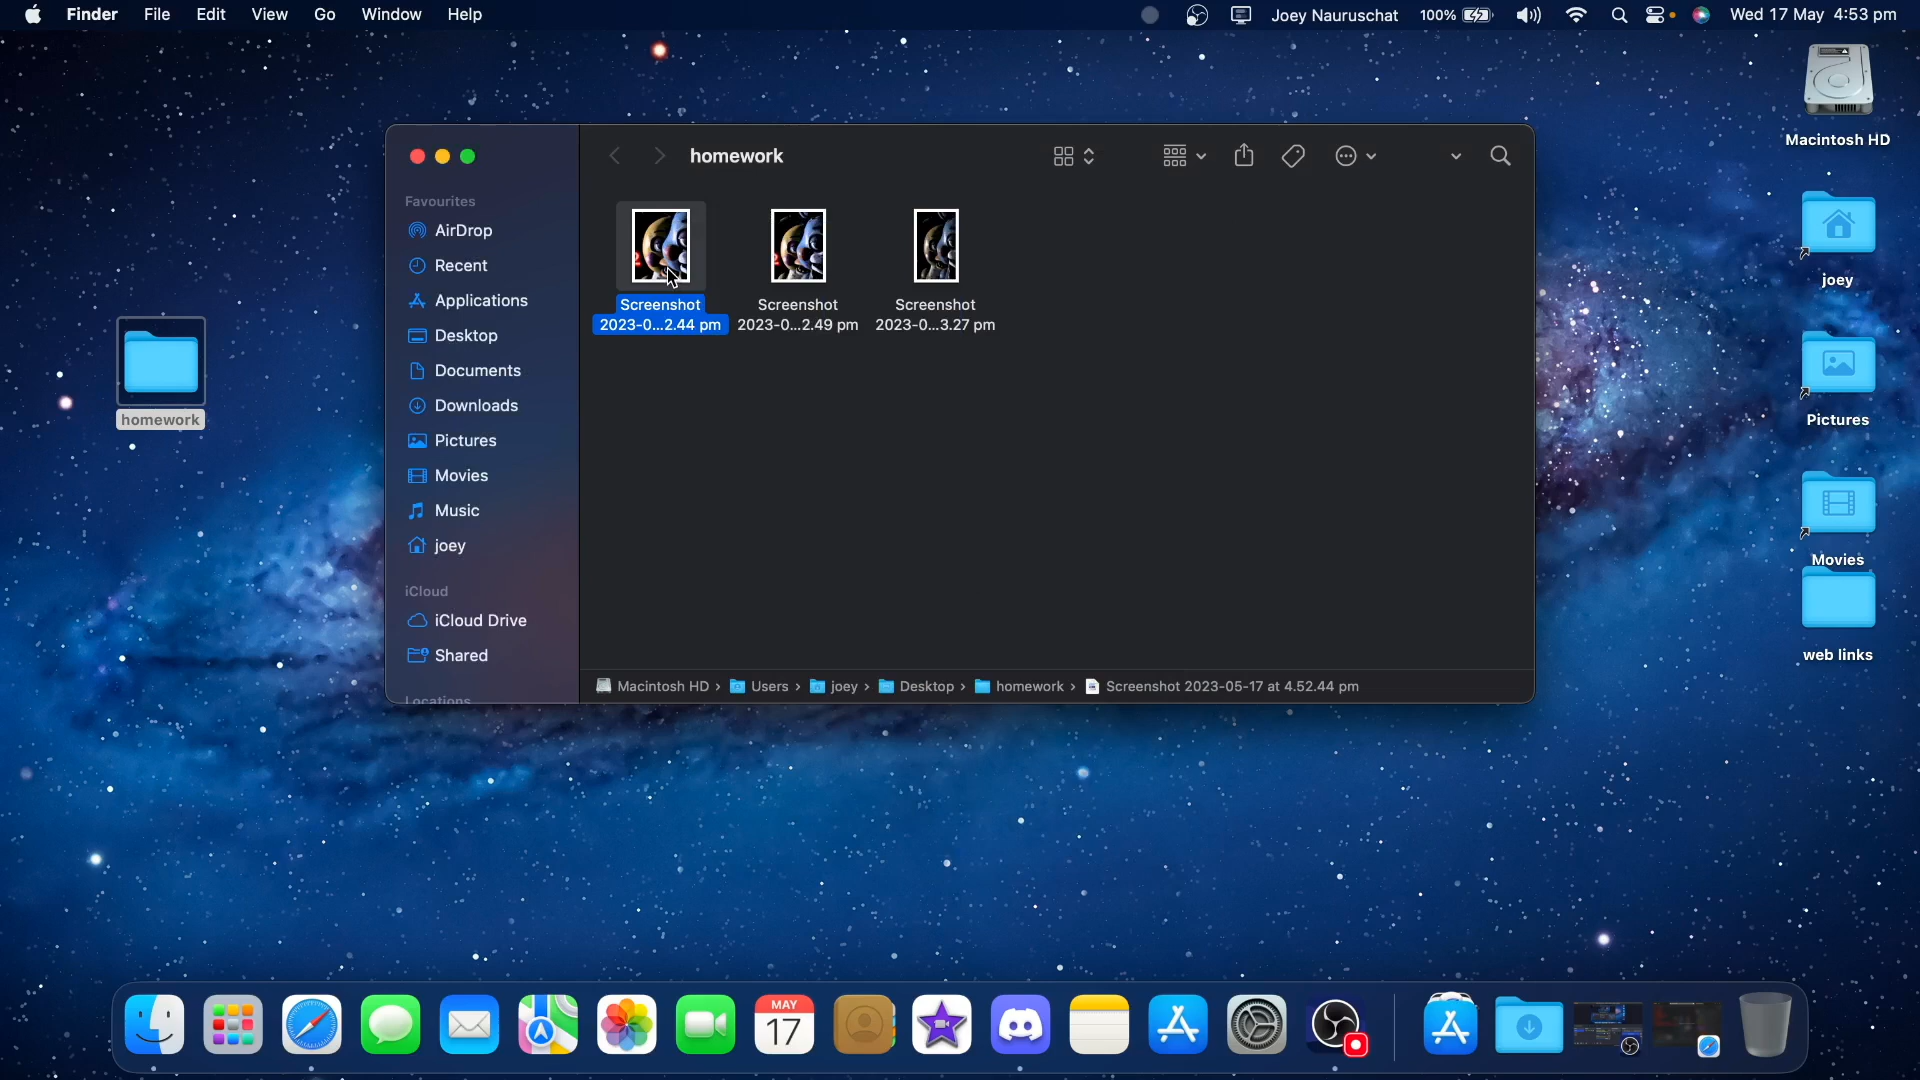 Finder File Edit View Go Window Help
Joey Nauruschat 100% Wed 17 May 4:53 pm
Macintosh HD
homework
Favourites
AirDrop
Recent
Applications
Desktop
Documents
Downloads
Pictures
Movies
Music
joey
iCloud
iCloud Drive
Shared
Locations
Screenshot
2023-0...2.44 pm
Screenshot
2023-0...2.49 pm
Screenshot
2023-0...3.27 pm
Macintosh HD › Users › joey › Desktop › homework › Screenshot 2023-05-17 at 4.52.44 pm
homework
joey
Pictures
Movies
web links
MAY
17